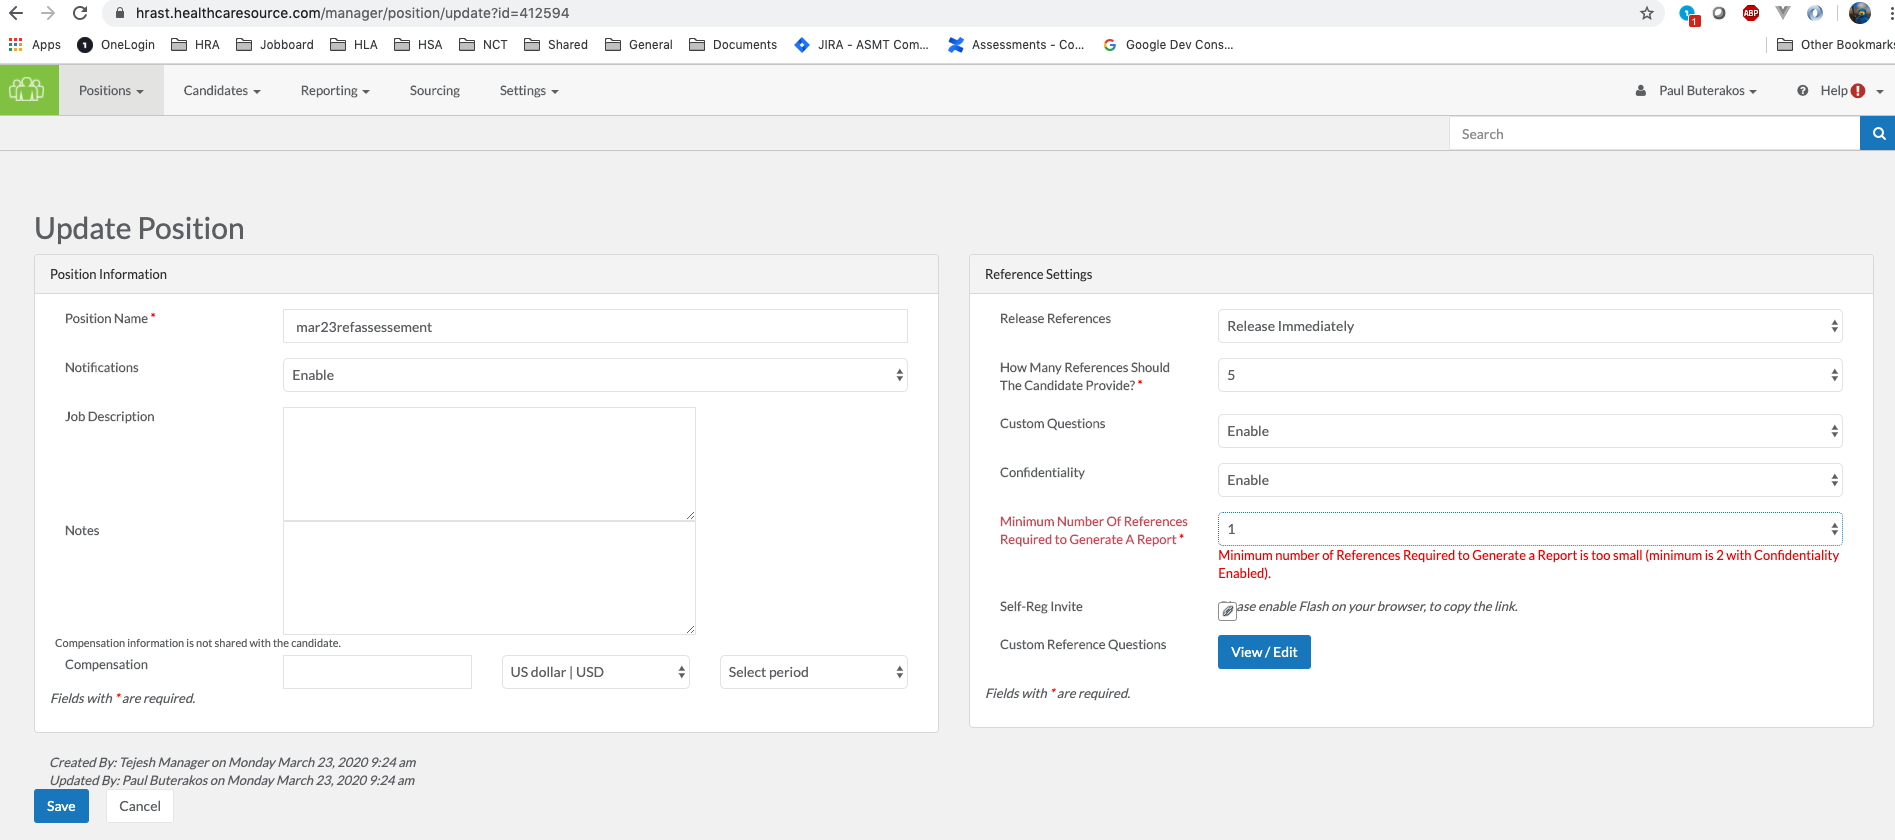 hrast.healthcaresource.com/manager/position/update?id=412594
1
ABP
Apps
1
OneLogin
HRA
Jobboard
HLA
HSA
NCT
Shared
General
Documents
JIRA - ASMT Com...
Assessments - Co...
Google Dev Cons...
Other Bookmarks
Positions
Candidates
Reporting
Sourcing
Settings
Paul Buterakos
Help
Search
Update Position
Position Information
Position Name *
mar23refassessement
Notifications
Enable
Job Description
Notes
Compensation information is not shared with the candidate.
Compensation
US dollar | USD
Select period
Fields with * are required.
Reference Settings
Release References
Release Immediately
How Many References Should
The Candidate Provide? *
5
Custom Questions
Enable
Confidentiality
Enable
Minimum Number Of References
Required to Generate A Report *
1
Minimum number of References Required to Generate a Report is too small (minimum is 2 with Confidentiality
Enabled).
Self-Reg Invite
ase enable Flash on your browser, to copy the link.
Custom Reference Questions
View / Edit
Fields with * are required.
Created By: Tejesh Manager on Monday March 23, 2020 9:24 am
Updated By: Paul Buterakos on Monday March 23, 2020 9:24 am
Save
Cancel